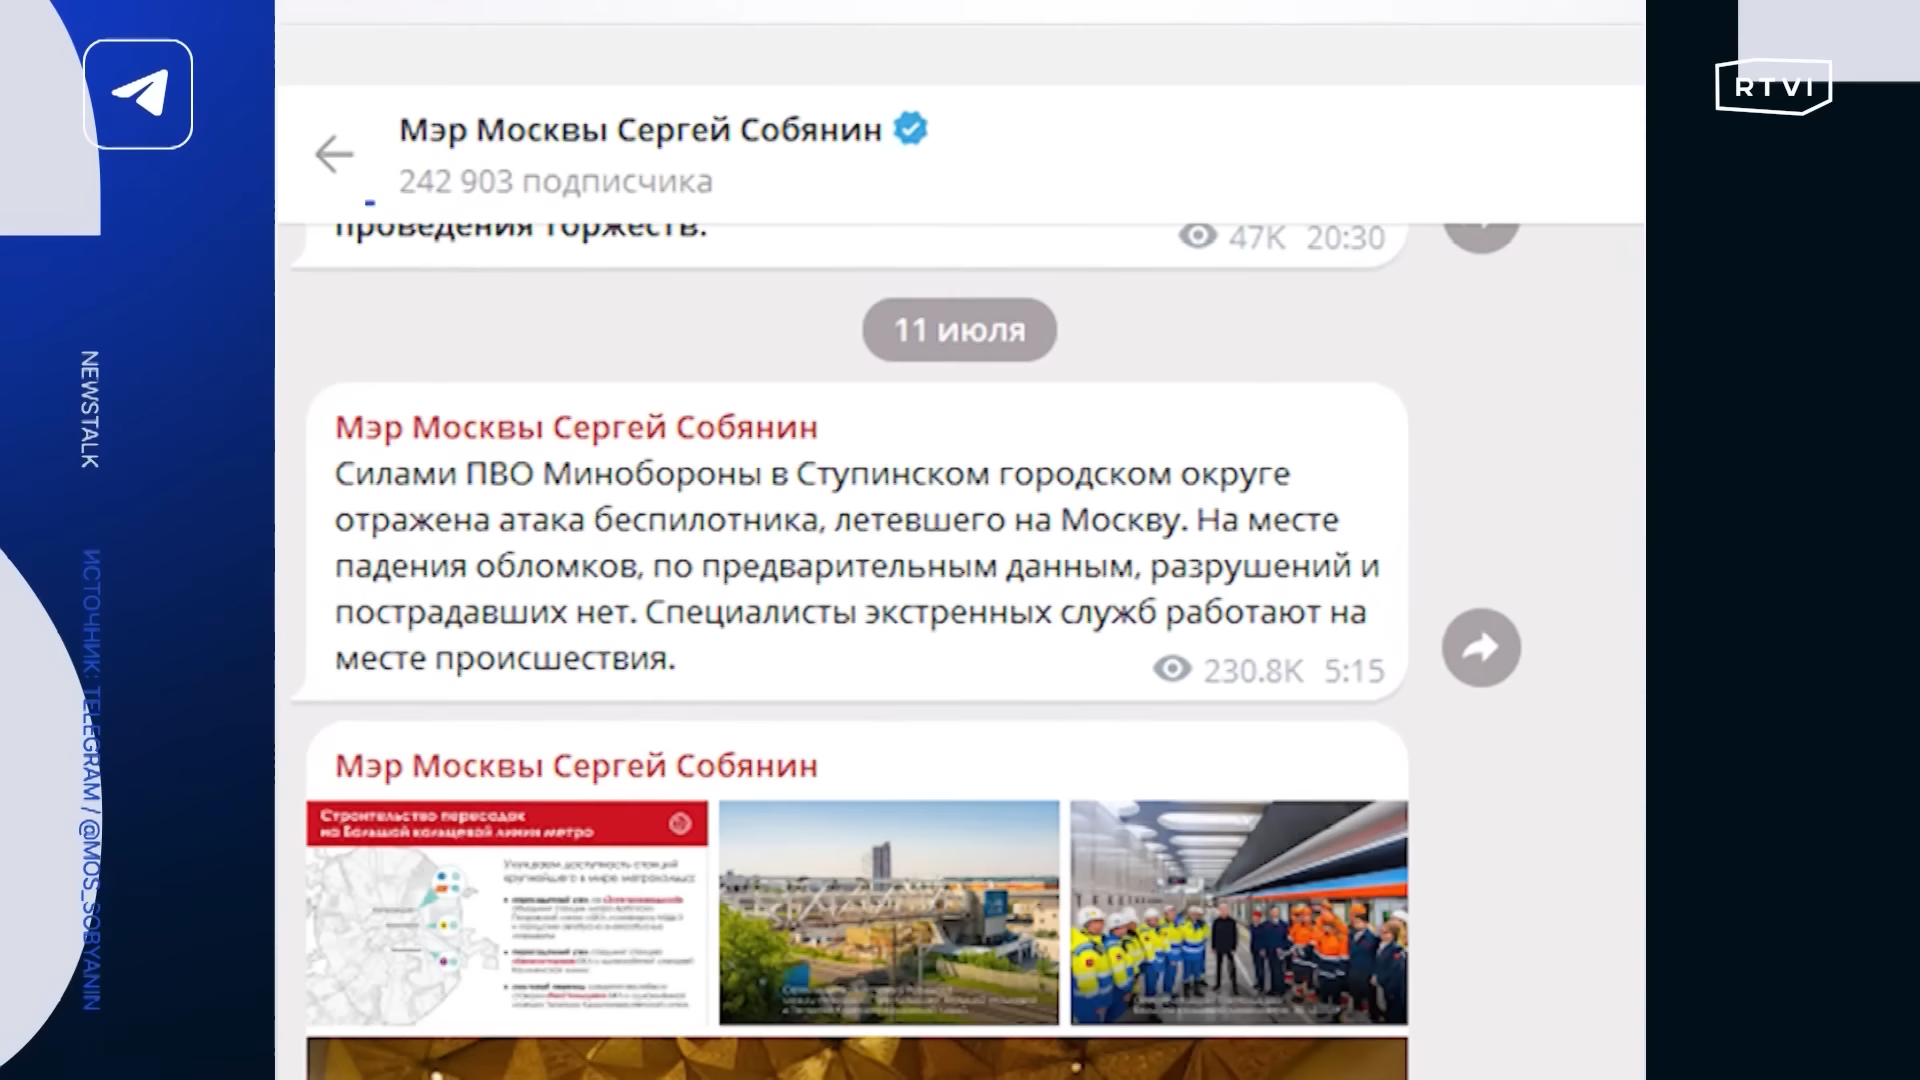 RTVI
NEWSTALK
ИСТОЧНИК: TELEGRAM / @MOS_SOBYANIN
Мэр Москвы Сергей Собянин
242 903 подписчика
проведения торжеств.
47K 20:30
11 июля
Мэр Москвы Сергей Собянин
Силами ПВО Минобороны в Ступинском городском округе
отражена атака беспилотника, летевшего на Москву. На месте
падения обломков, по предварительным данным, разрушений и
пострадавших нет. Специалисты экстренных служб работают на
месте происшествия.
230.8K 5:15
Мэр Москвы Сергей Собянин
Строительство пересадок
на Большой кольцевой линии метро